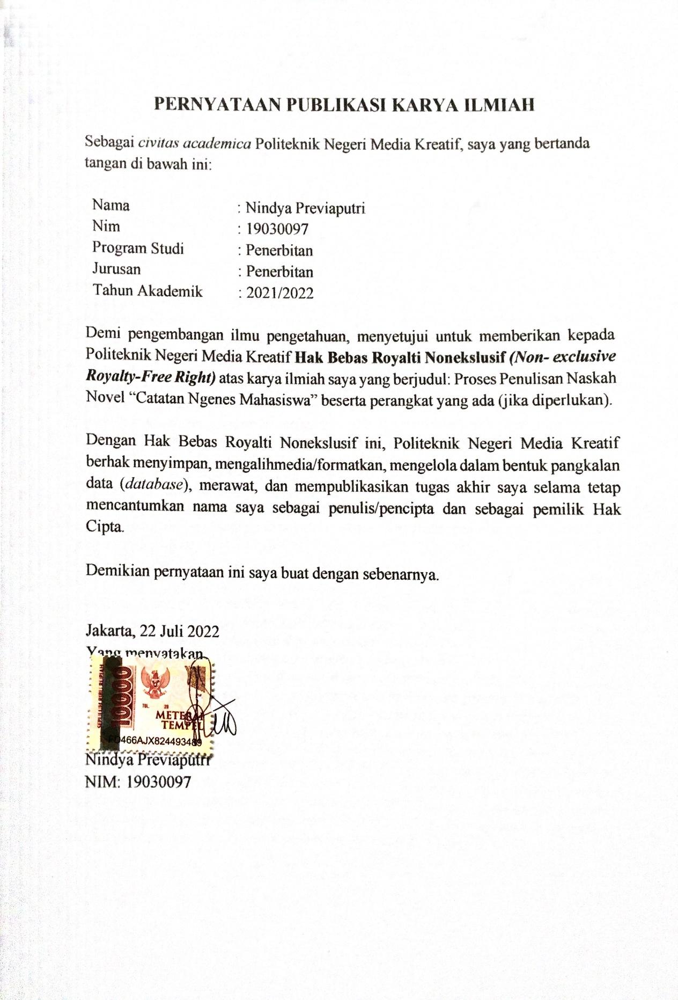 PERNYATAAN PUBLIKASI KARYA ILMIAH
Sebagai civitas academica Politeknik Negeri Media Kreatif, saya yang bertanda
tangan di bawah ini:
Nama : Nindya Previaputri
Nim : 19030097
Program Studi : Penerbitan
Jurusan : Penerbitan
Tahun Akademik : 2021/2022
Demi pengembangan ilmu pengetahuan, menyetujui untuk memberikan kepada
Politeknik Negeri Media Kreatif Hak Bebas Royalti Nonekslusif (Non- exclusive
Royalty-Free Right) atas karya ilmiah saya yang berjudul: Proses Penulisan Naskah
Novel “Catatan Ngenes Mahasiswa” beserta perangkat yang ada (jika diperlukan).
Dengan Hak Bebas Royalti Nonekslusif ini, Politeknik Negeri Media Kreatif
berhak menyimpan, mengalihmedia/formatkan, mengelola dalam bentuk pangkalan
data (database), merawat, dan mempublikasikan tugas akhir saya selama tetap
mencantumkan nama saya sebagai penulis/pencipta dan sebagai pemilik Hak
Cipta.
Demikian pernyataan ini saya buat dengan sebenarnya.
Jakarta, 22 Juli 2022
Yang menyatakan
SEPULUH RIBU RUPIAH
10000
TGL. 20
METERAI
TEMPEL
466AJX824493489
Nindya Previaputri
NIM: 19030097